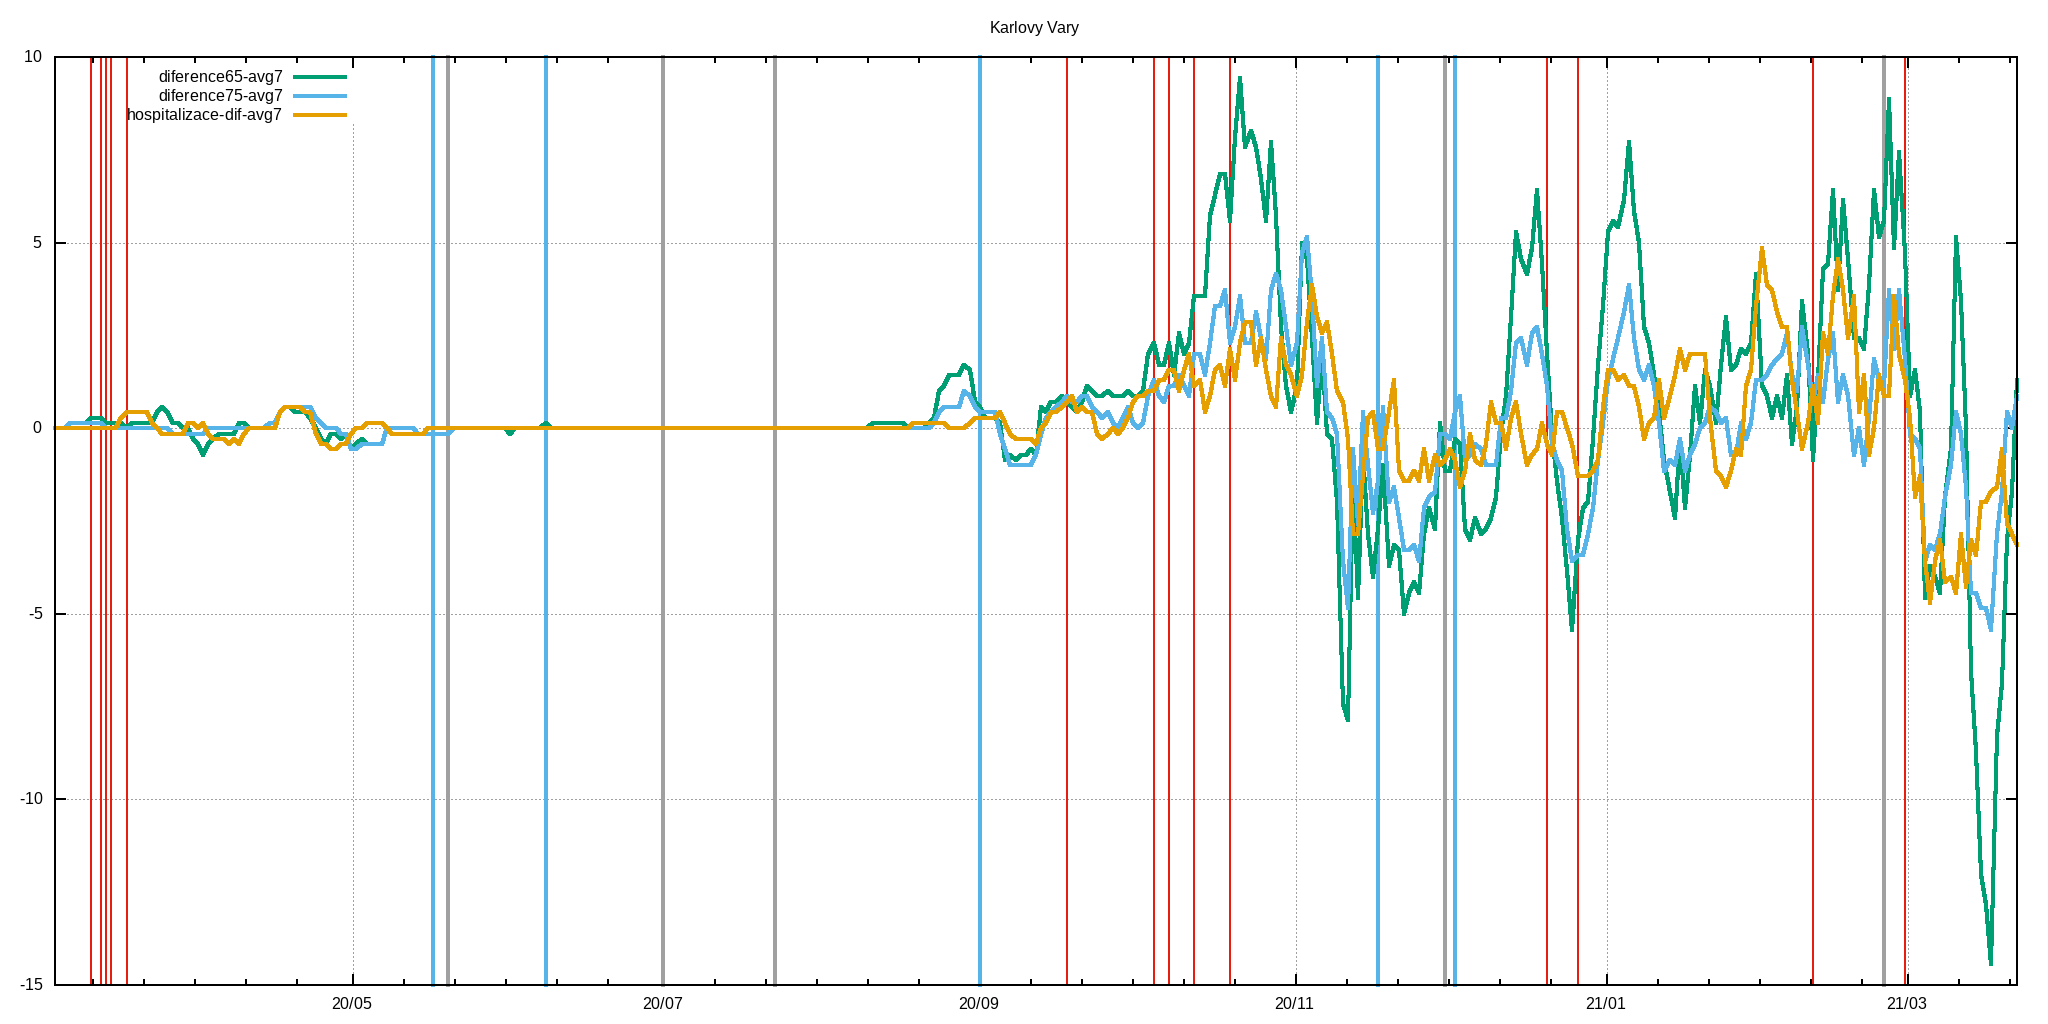 Karlovy Vary
10
diference65-avg7
diference75-avg7
hospitalizace-dif-avg7
5
0
-5
-10
-15
20/05 20/07 20/09 20/11 21/01 21/03